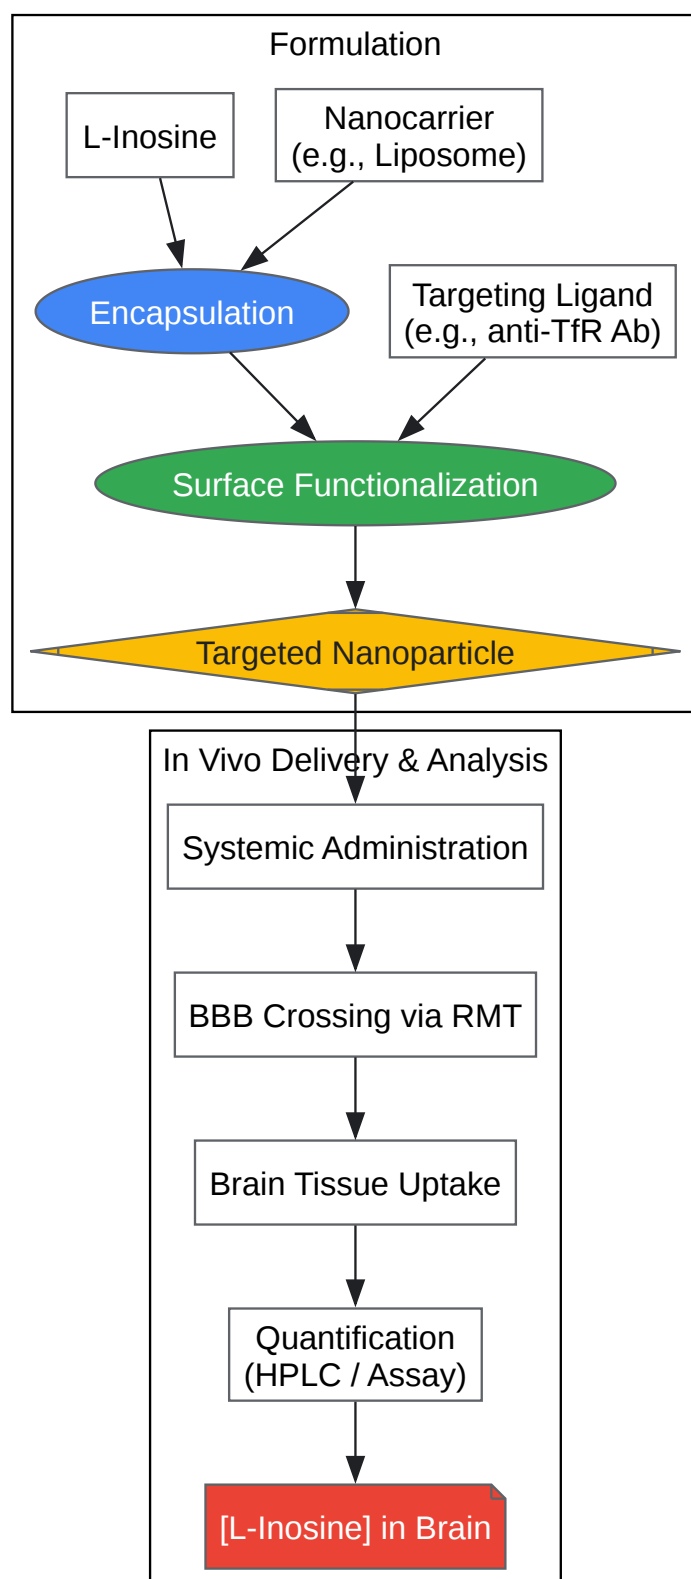 Formulation
L-Inosine
Nanocarrier
(e.g., Liposome)
Encapsulation
Targeting Ligand
(e.g., anti-TfR Ab)
Surface Functionalization
Targeted Nanoparticle
In Vivo Delivery & Analysis
Systemic Administration
BBB Crossing via RMT
Brain Tissue Uptake
Quantification
(HPLC / Assay)
[L-Inosine] in Brain